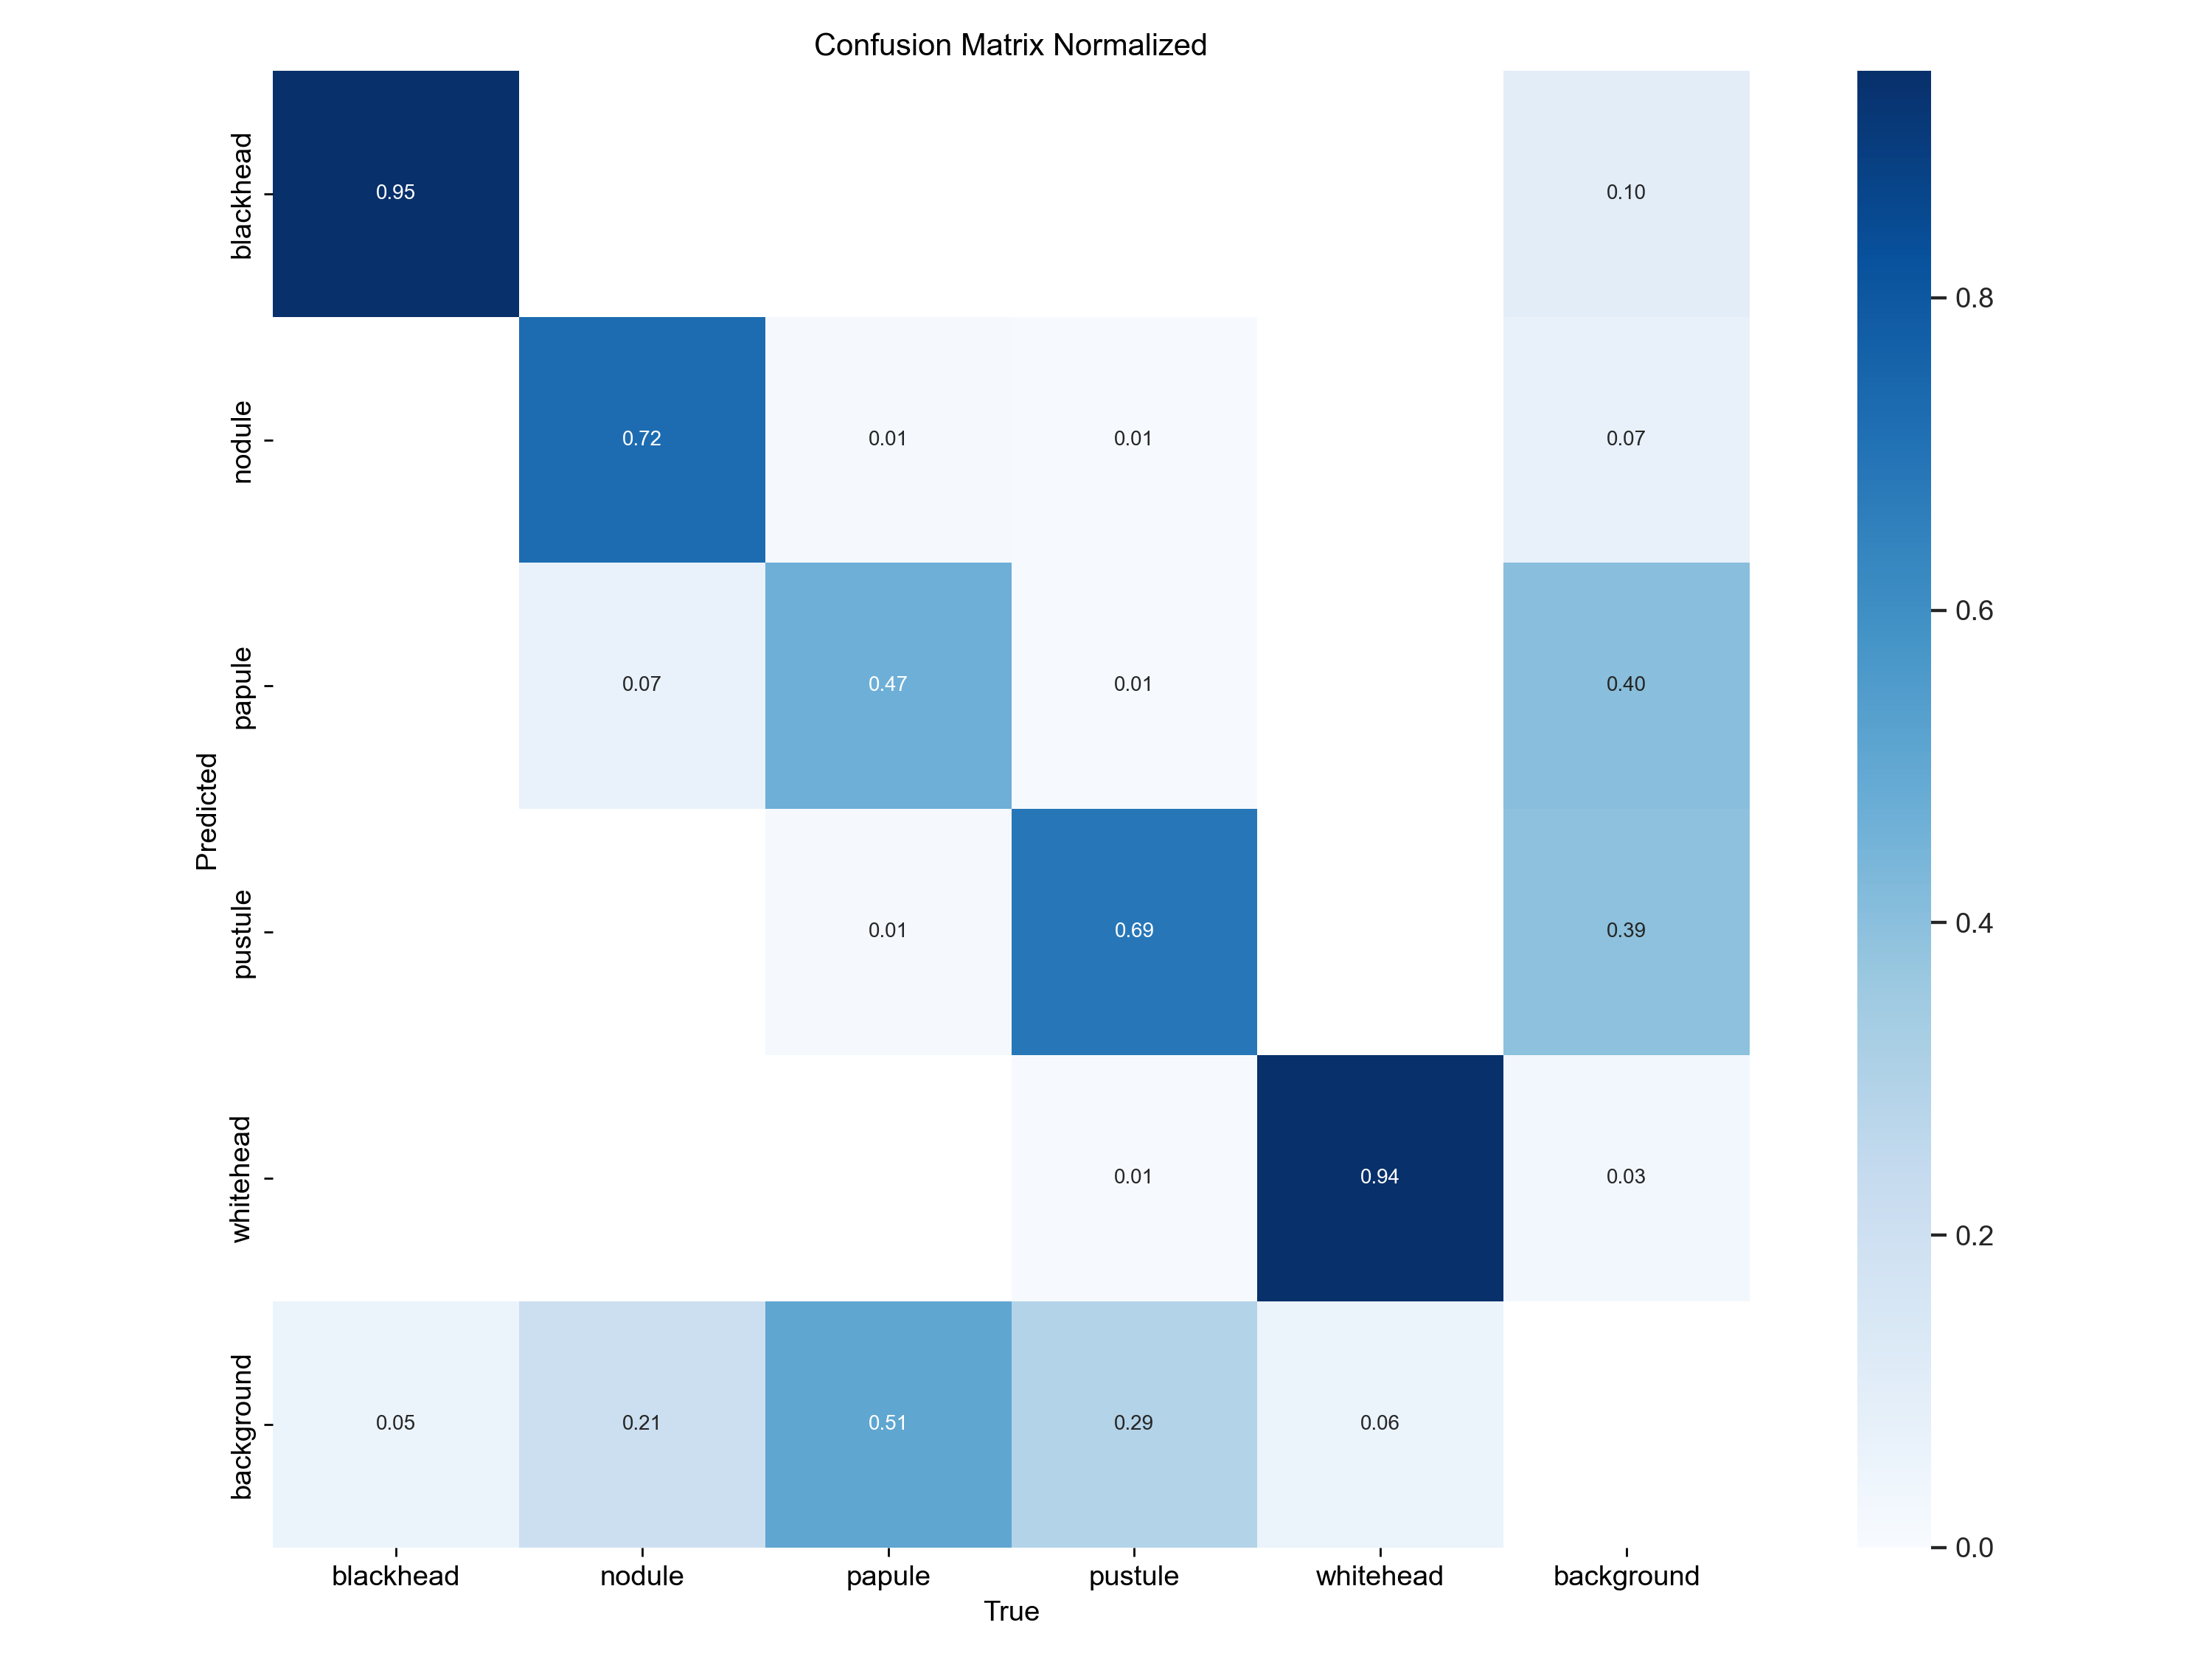 Confusion Matrix Normalized
blackhead
0.95
0.10
0.8
nodule
0.72
0.01
0.01
0.07
0.6
papule
0.07
0.47
0.01
0.40
Predicted
pustule
0.01
0.69
0.39
0.4
whitehead
0.01
0.94
0.03
0.2
background
0.05
0.21
0.51
0.29
0.06
0.0
blackhead
nodule
papule
pustule
whitehead
background
True